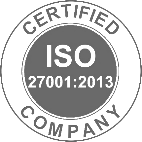 CERTIFIED
ISO
27001:2013
COMPANY